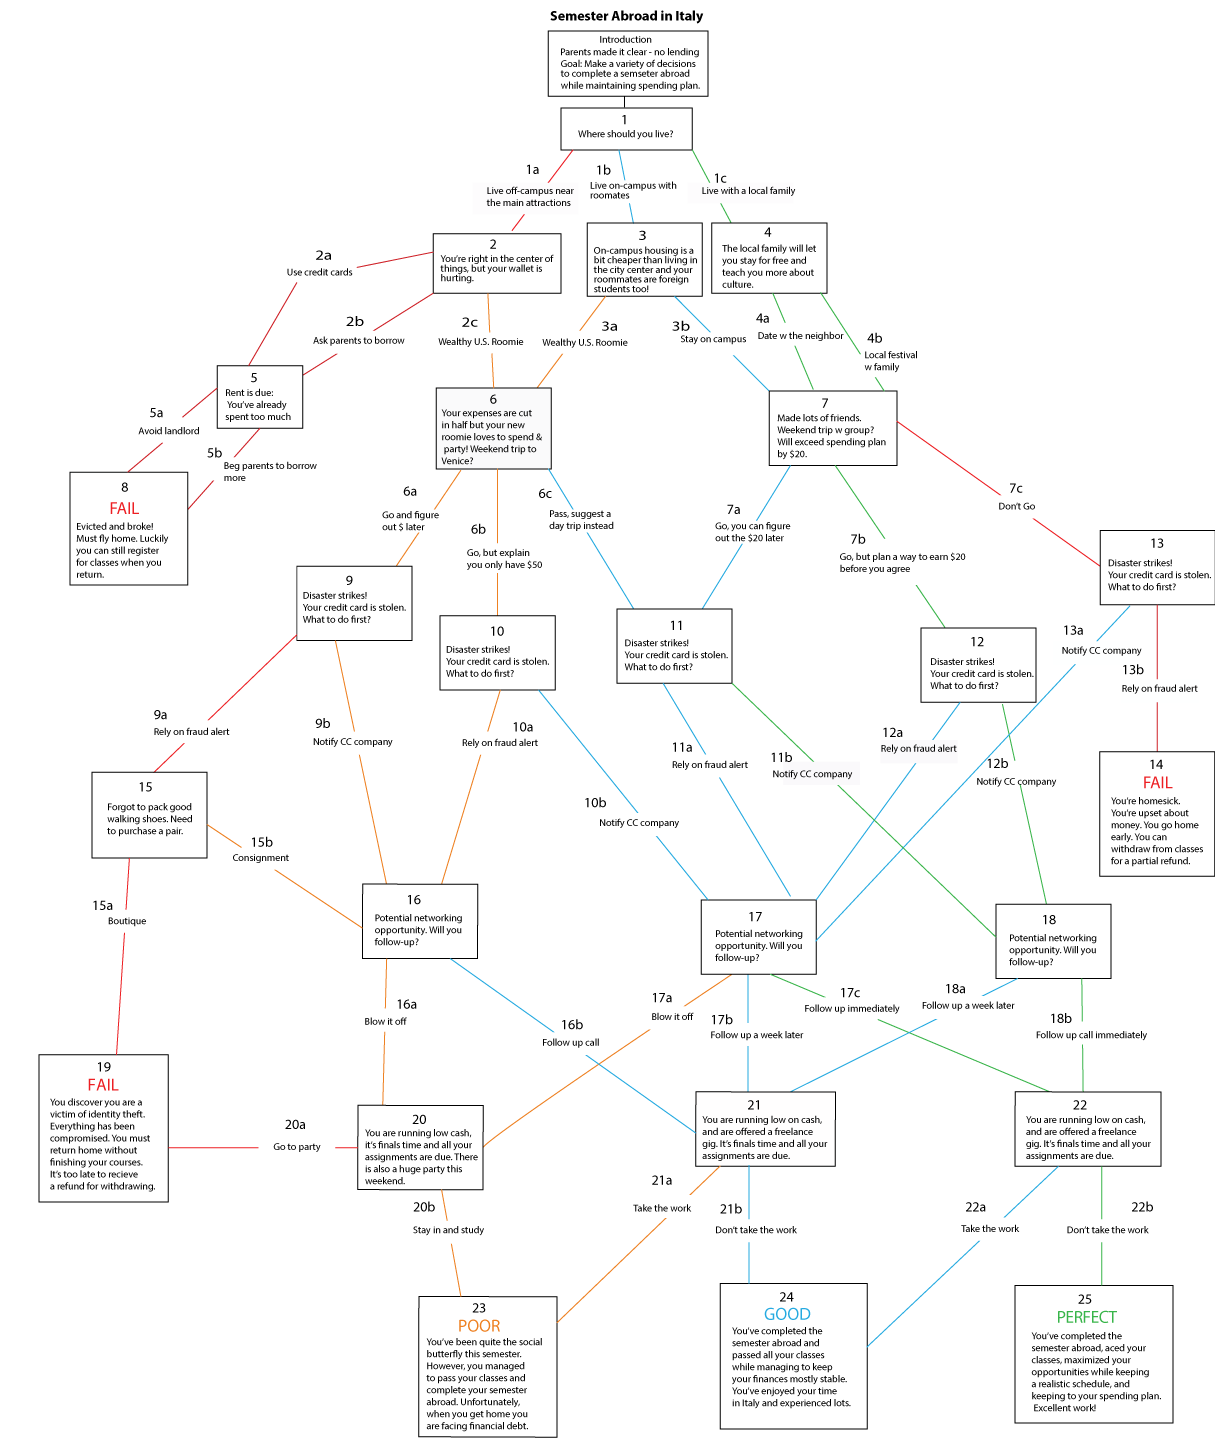 Semester Abroad in Italy
Introduction
Parents made it clear - no lending
Goal: Make a variety of decisions
to complete a semseter abroad
while maintaining spending plan.
1
Where should you live?
1a
Live off-campus near
the main attractions
1b
Live on-campus with
roomates
1c
Live with a local family
2
You're right in the center of
things, but your wallet is
hurting.
3
On-campus housing is a
bit cheaper than living in
the city center and your
roommates are foreign
students too!
4
The local family will let
you stay for free and
teach you more about
culture.
2a
Use credit cards
2b
Ask parents to borrow
2c
Wealthy U.S. Roomie
3a
Wealthy U.S. Roomie
3b
Stay on campus
4a
Date w the neighbor
4b
Local festival
w family
5
Rent is due:
You've already
spent too much
6
Your expenses are cut
in half but your new
roomie loves to spend &
party! Weekend trip to
Venice?
7
Made lots of friends.
Weekend trip w group?
Will exceed spending plan
by $20.
5a
Avoid landlord
5b
Beg parents to borrow
more
8
FAIL
Evicted and broke!
Must fly home. Luckily
you can still register
for classes when you
return.
6a
Go and figure
out $ later
6b
Go, but explain
you only have $50
6c
Pass, suggest a
day trip instead
7a
Go, you can figure
out the $20 later
7b
Go, but plan a way to earn $20
before you agree
7c
Don't Go
9
Disaster strikes!
Your credit card is stolen.
What to do first?
10
Disaster strikes!
Your credit card is stolen.
What to do first?
11
Disaster strikes!
Your credit card is stolen.
What to do first?
12
Disaster strikes!
Your credit card is stolen.
What to do first?
13
Disaster strikes!
Your credit card is stolen.
What to do first?
9a
Rely on fraud alert
9b
Notify CC company
10a
Rely on fraud alert
10b
Notify CC company
11a
Rely on fraud alert
11b
Notify CC company
12a
Rely on fraud alert
12b
Notify CC company
13a
Notify CC company
13b
Rely on fraud alert
14
FAIL
You're homesick.
You're upset about
money. You go home
early. You can
withdraw from classes
for a partial refund.
15
Forgot to pack good
walking shoes. Need
to purchase a pair.
15a
Boutique
15b
Consignment
16
Potential networking
opportunity. Will you
follow-up?
17
Potential networking
opportunity. Will you
follow-up?
18
Potential networking
opportunity. Will you
follow-up?
16a
Blow it off
16b
Follow up call
17a
Blow it off
17b
Follow up a week later
17c
Follow up immediately
18a
Follow up a week later
18b
Follow up call immediately
19
FAIL
You discover you are a
victim of identity theft.
Everything has been
compromised. You must
return home without
finishing your courses.
It's too late to recieve
a refund for withdrawing.
20
You are running low cash,
it's finals time and all your
assignments are due. There
is also a huge party this
weekend.
21
You are running low on cash,
and are offered a freelance
gig. It's finals time and all your
assignments are due.
22
You are running low on cash,
and are offered a freelance
gig. It's finals time and all your
assignments are due.
20a
Go to party
20b
Stay in and study
21a
Take the work
21b
Don't take the work
22a
Take the work
22b
Don't take the work
23
POOR
You've been quite the social
butterfly this semester.
However, you managed
to pass your classes and
complete your semester
abroad. Unfortunately,
when you get home you
are facing financial debt.
24
GOOD
You've completed the
semester abroad and
passed all your classes
while managing to keep
your finances mostly stable.
You've enjoyed your time
in Italy and experienced lots.
25
PERFECT
You've completed the
semester abroad, aced your
classes, maximized your
opportunities while keeping
a realistic schedule, and
keeping to your spending plan.
Excellent work!